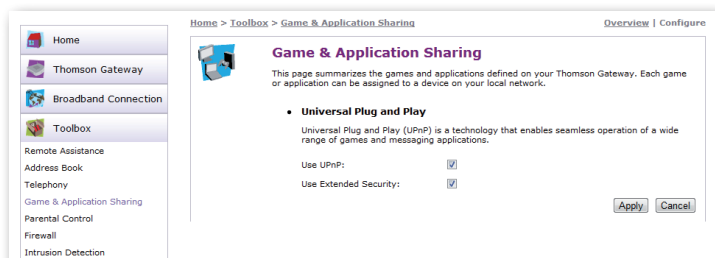 Home > Toolbox > Game & Application Sharing
Overview | Configure
Home
Thomson Gateway
Broadband Connection
Toolbox
Remote Assistance
Address Book
Telephony
Game & Application Sharing
Parental Control
Firewall
Intrusion Detection
Game & Application Sharing
This page summarizes the games and applications defined on your Thomson Gateway. Each game
or application can be assigned to a device on your local network.
• Universal Plug and Play
Universal Plug and Play (UPnP) is a technology that enables seamless operation of a wide
range of games and messaging applications.
Use UPnP:
Use Extended Security:
Apply Cancel